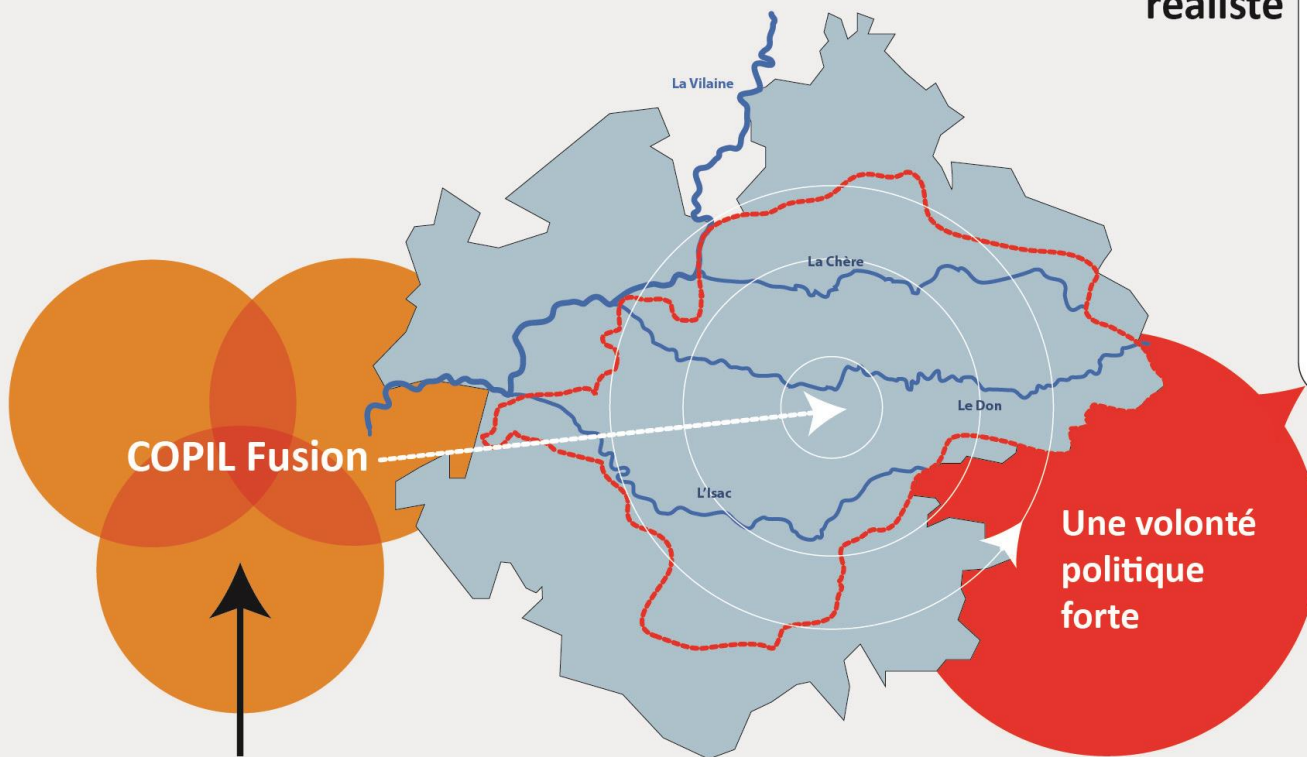 réaliste
La Vilaine
La Chère
Le Don
COPIL Fusion
L'Isac
Une volonté
politique
forte